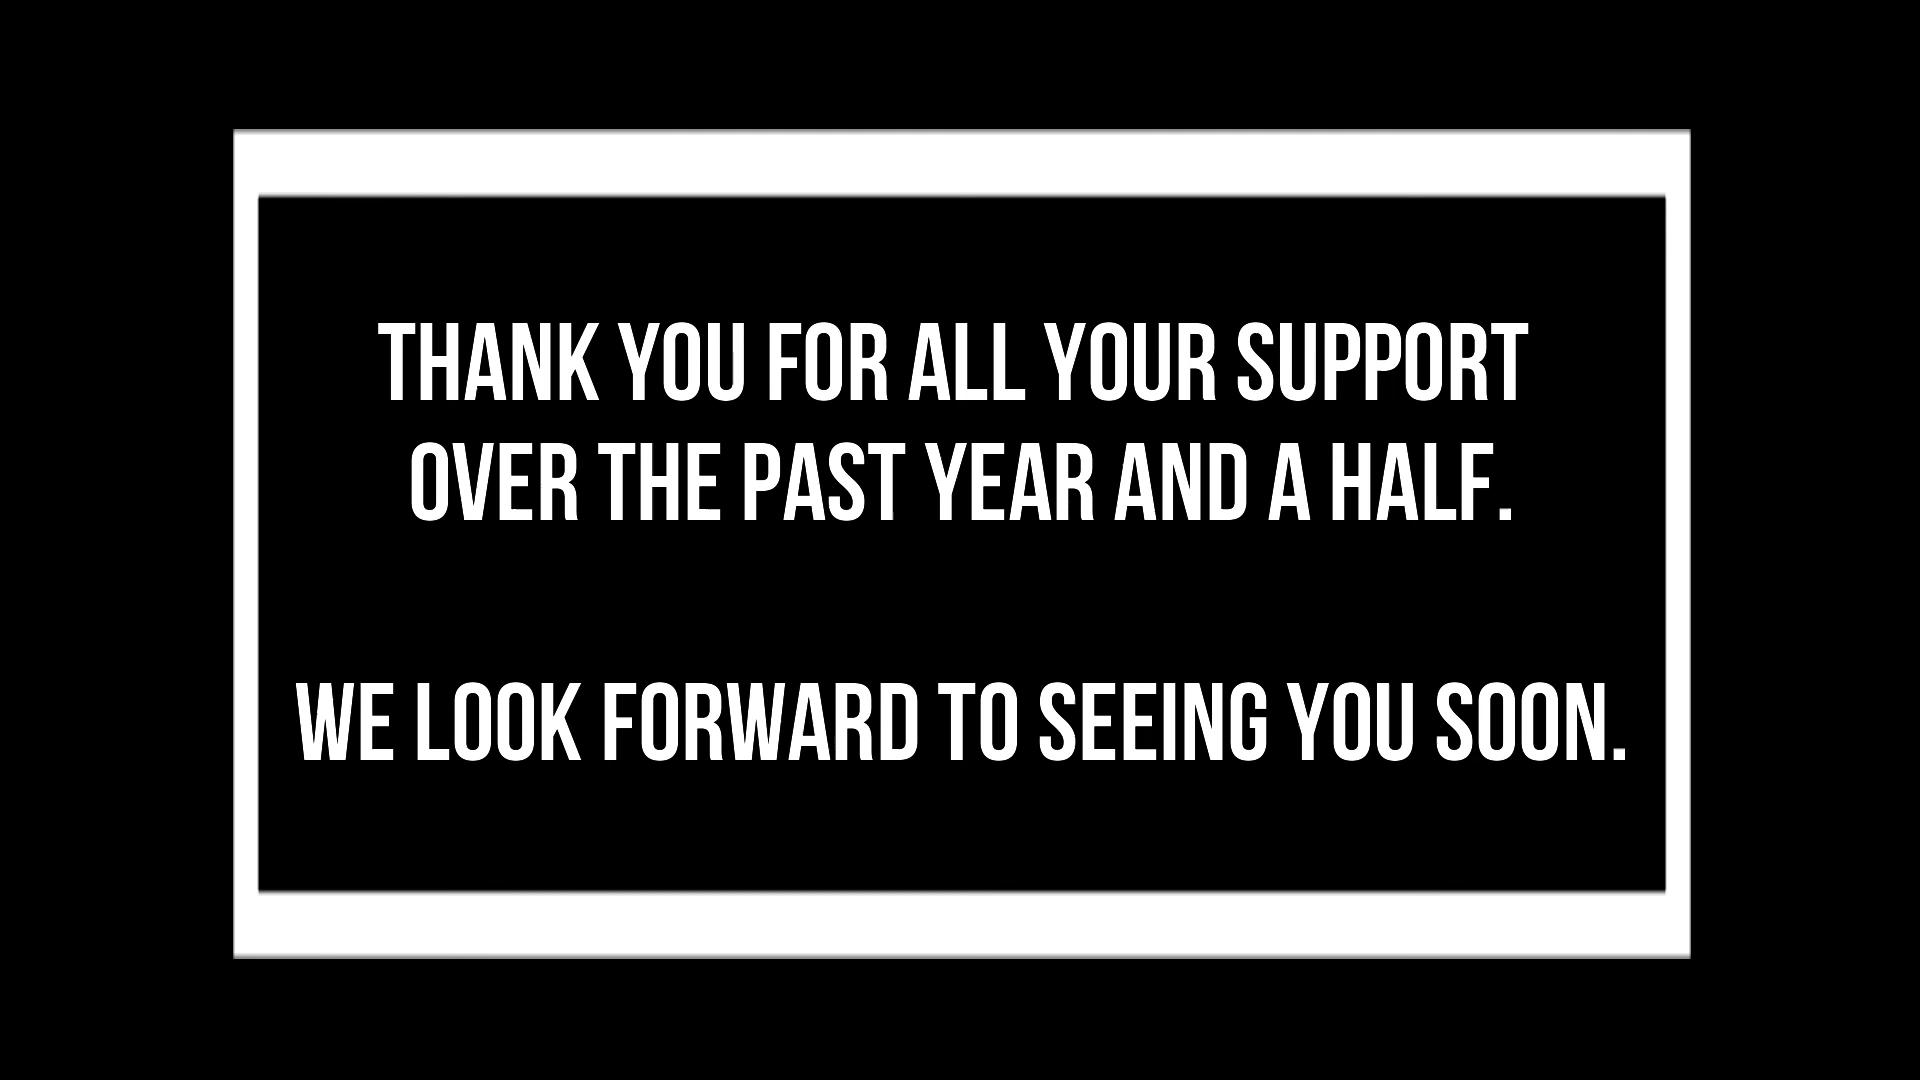 THANK YOU FOR ALL YOUR SUPPORT
OVER THE PAST YEAR AND A HALF.
WE LOOK FORWARD TO SEEING YOU SOON.